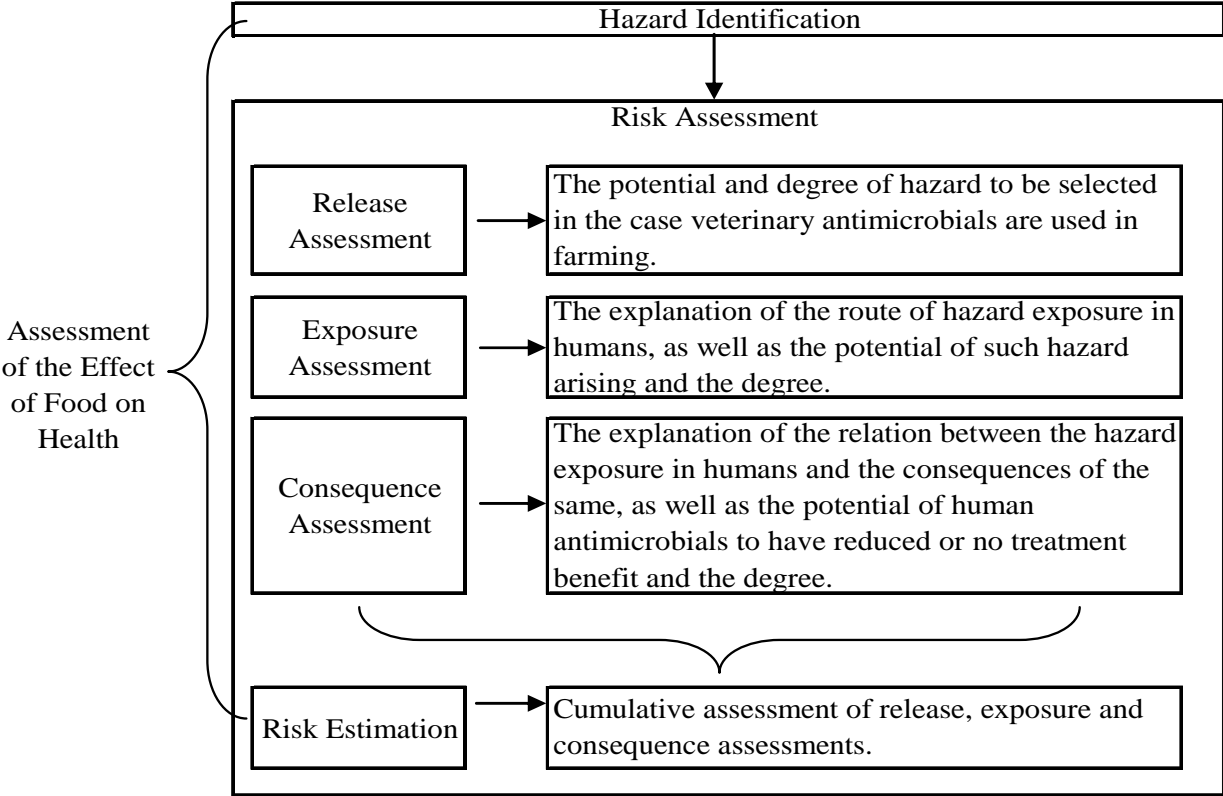 Hazard Identification
Risk Assessment
Release
Assessment
The potential and degree of hazard to be selected
in the case veterinary antimicrobials are used in
farming.
Exposure
Assessment
The explanation of the route of hazard exposure in
humans, as well as the potential of such hazard
arising and the degree.
Assessment
of the Effect
of Food on
Health
Consequence
Assessment
The explanation of the relation between the hazard
exposure in humans and the consequences of the
same, as well as the potential of human
antimicrobials to have reduced or no treatment
benefit and the degree.
Risk Estimation
Cumulative assessment of release, exposure and
consequence assessments.